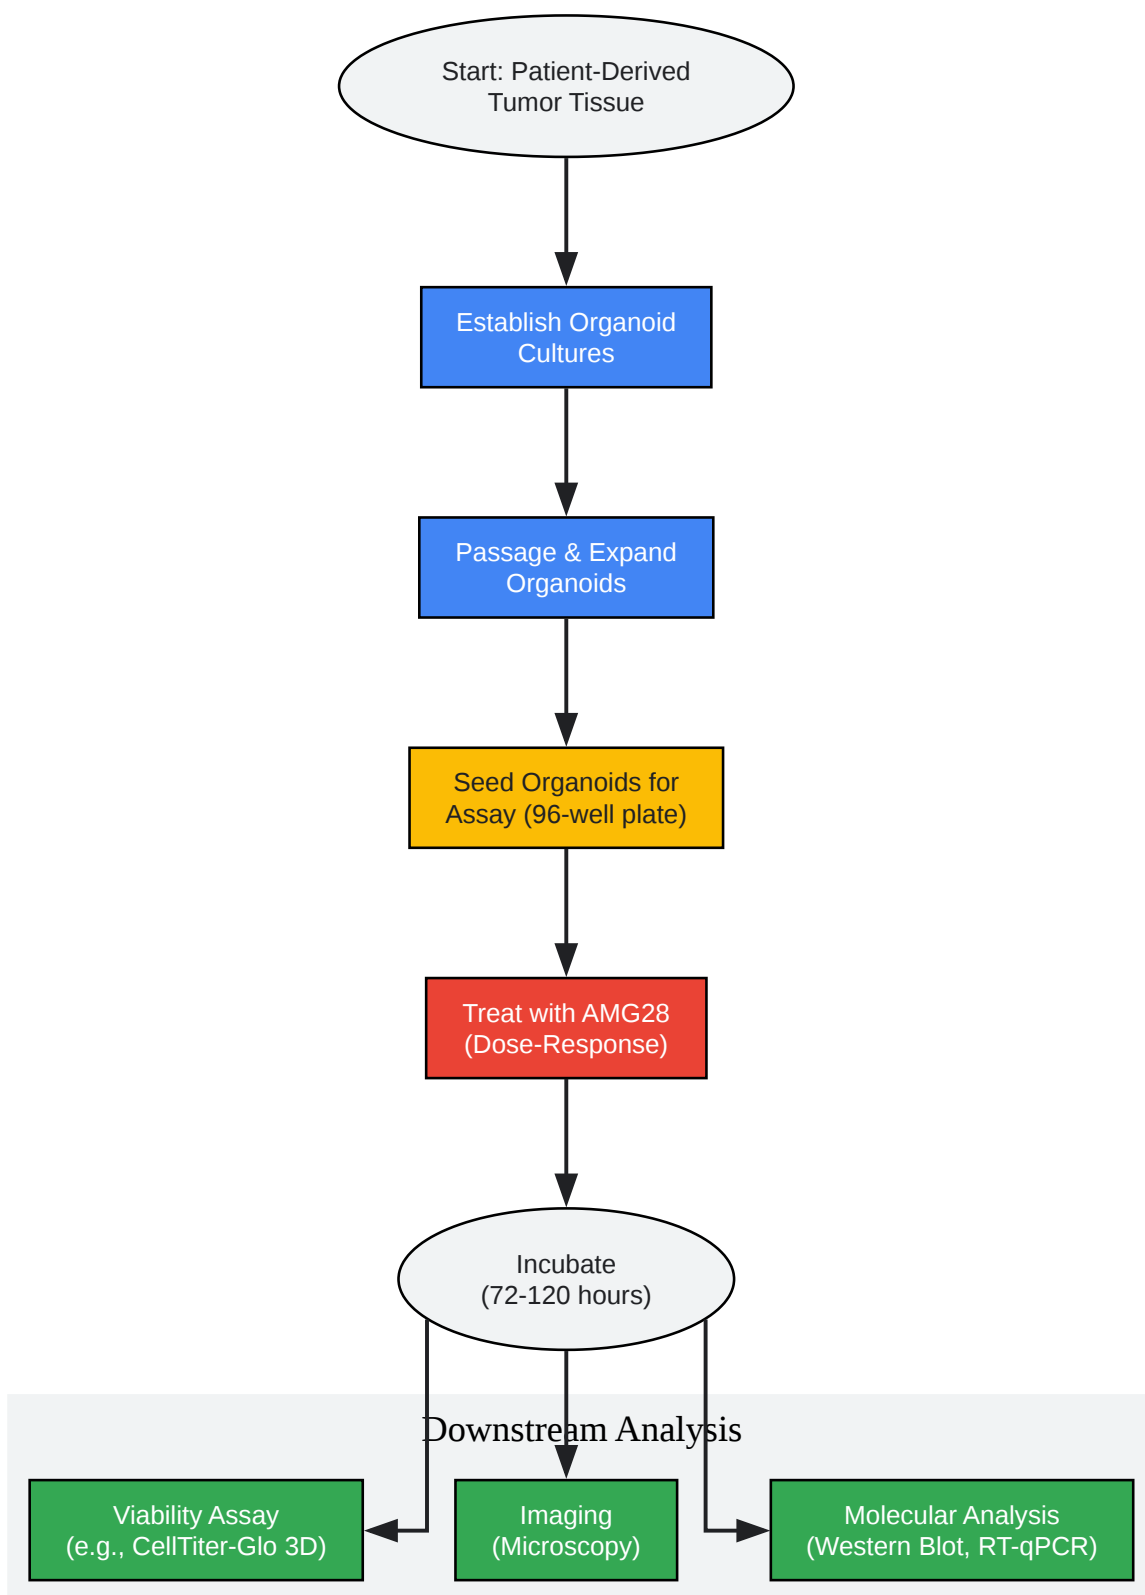 Start: Patient-Derived
Tumor Tissue
Establish Organoid
Cultures
Passage & Expand
Organoids
Seed Organoids for
Assay (96-well plate)
Treat with AMG28
(Dose-Response)
Incubate
(72-120 hours)
Downstream Analysis
Viability Assay
(e.g., CellTiter-Glo 3D)
Imaging
(Microscopy)
Molecular Analysis
(Western Blot, RT-qPCR)